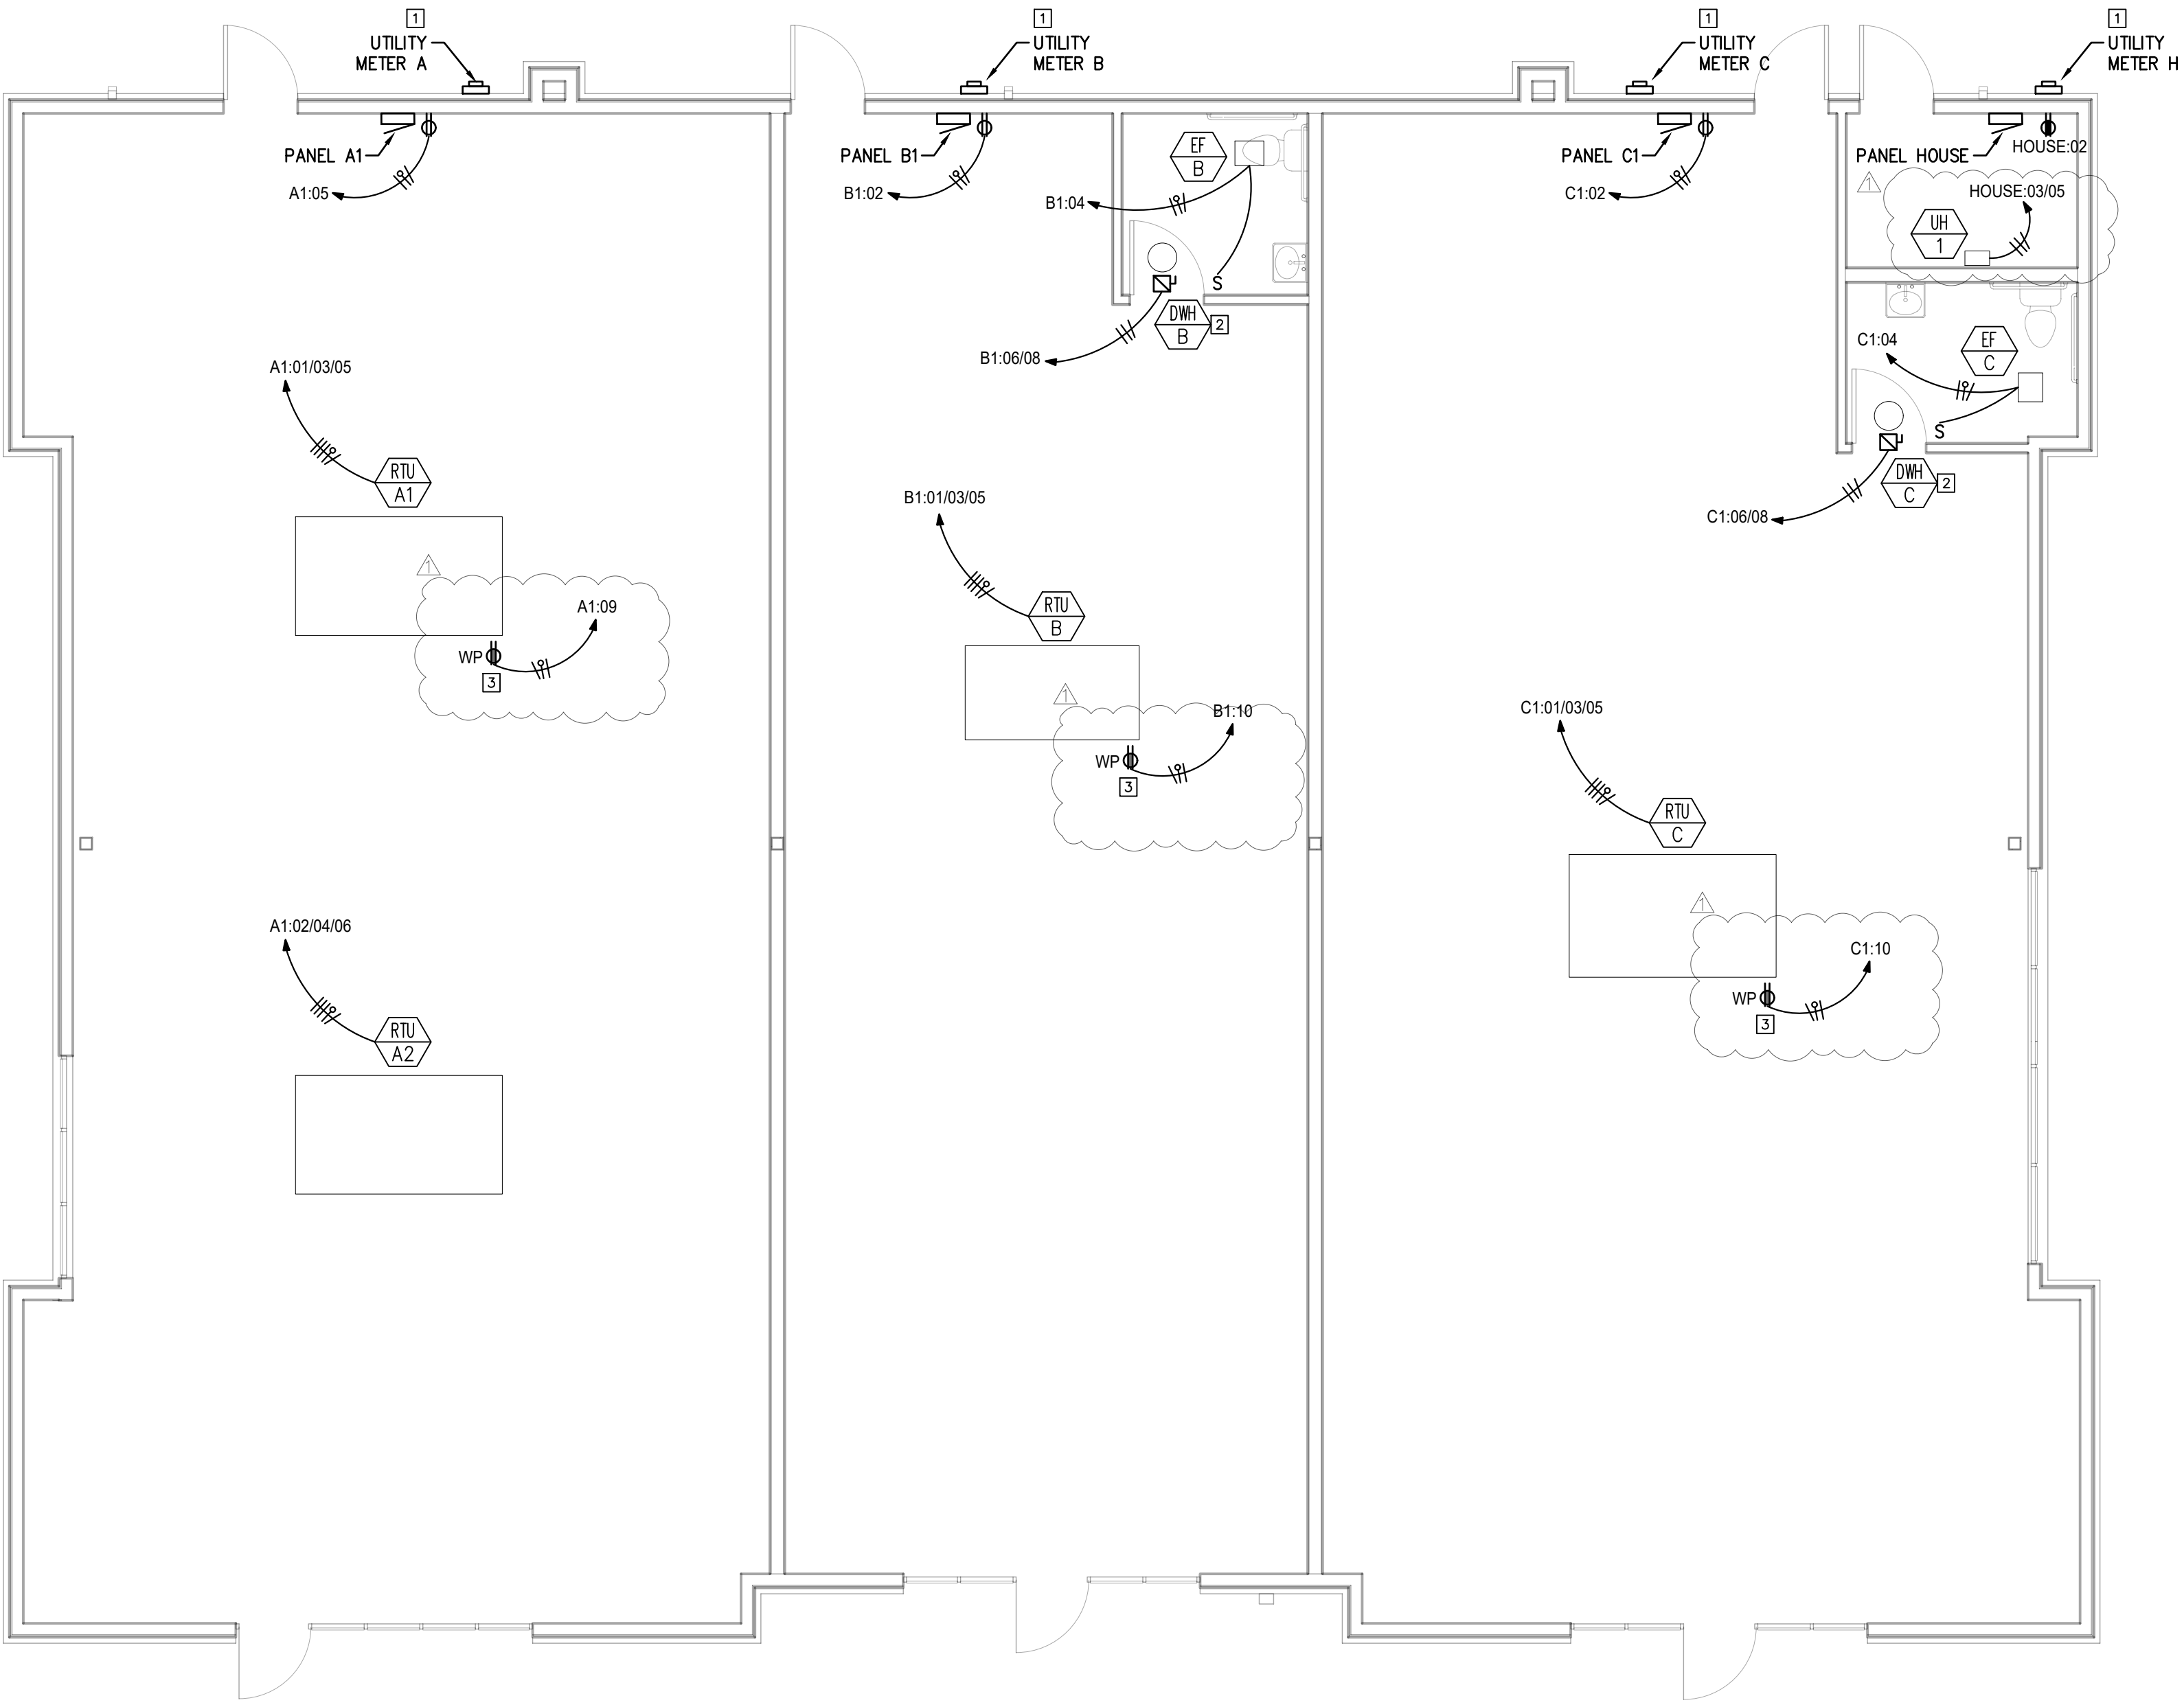 1
UTILITY
METER A
1
UTILITY
METER B
1
UTILITY
METER C
1
UTILITY
METER H
PANEL A1
A1:05
PANEL B1
B1:02
EF
B
B1:04
S
PANEL C1
C1:02
PANEL HOUSE
HOUSE:02
1
HOUSE:03/05
UH
1
DWH
B
2
B1:06/08
C1:04
EF
C
S
DWH
C
2
C1:06/08
A1:01/03/05
RTU
A1
1
A1:09
WP
3
B1:01/03/05
RTU
B
1
B1:10
WP
3
C1:01/03/05
RTU
C
1
C1:10
WP
3
A1:02/04/06
RTU
A2